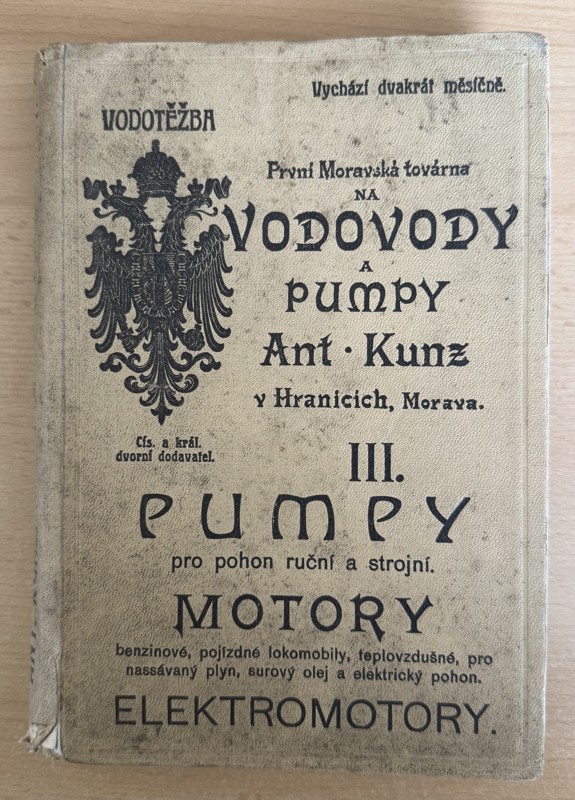 Vychází dvakrát měsíčně.
VODOTĚŽBA
První Moravská továrna
NA
VODOVODY
A
PUMPY
Ant · Kunz
v Hranicích, Morava.
Cís. a král.
dvorní dodavatel.
III.
PUMPY
pro pohon ruční a strojní.
MOTORY
benzinové, pojízdné lokomobily, teplovzdušné, pro
nassávaný plyn, surový olej a elektrický pohon.
ELEKTROMOTORY.